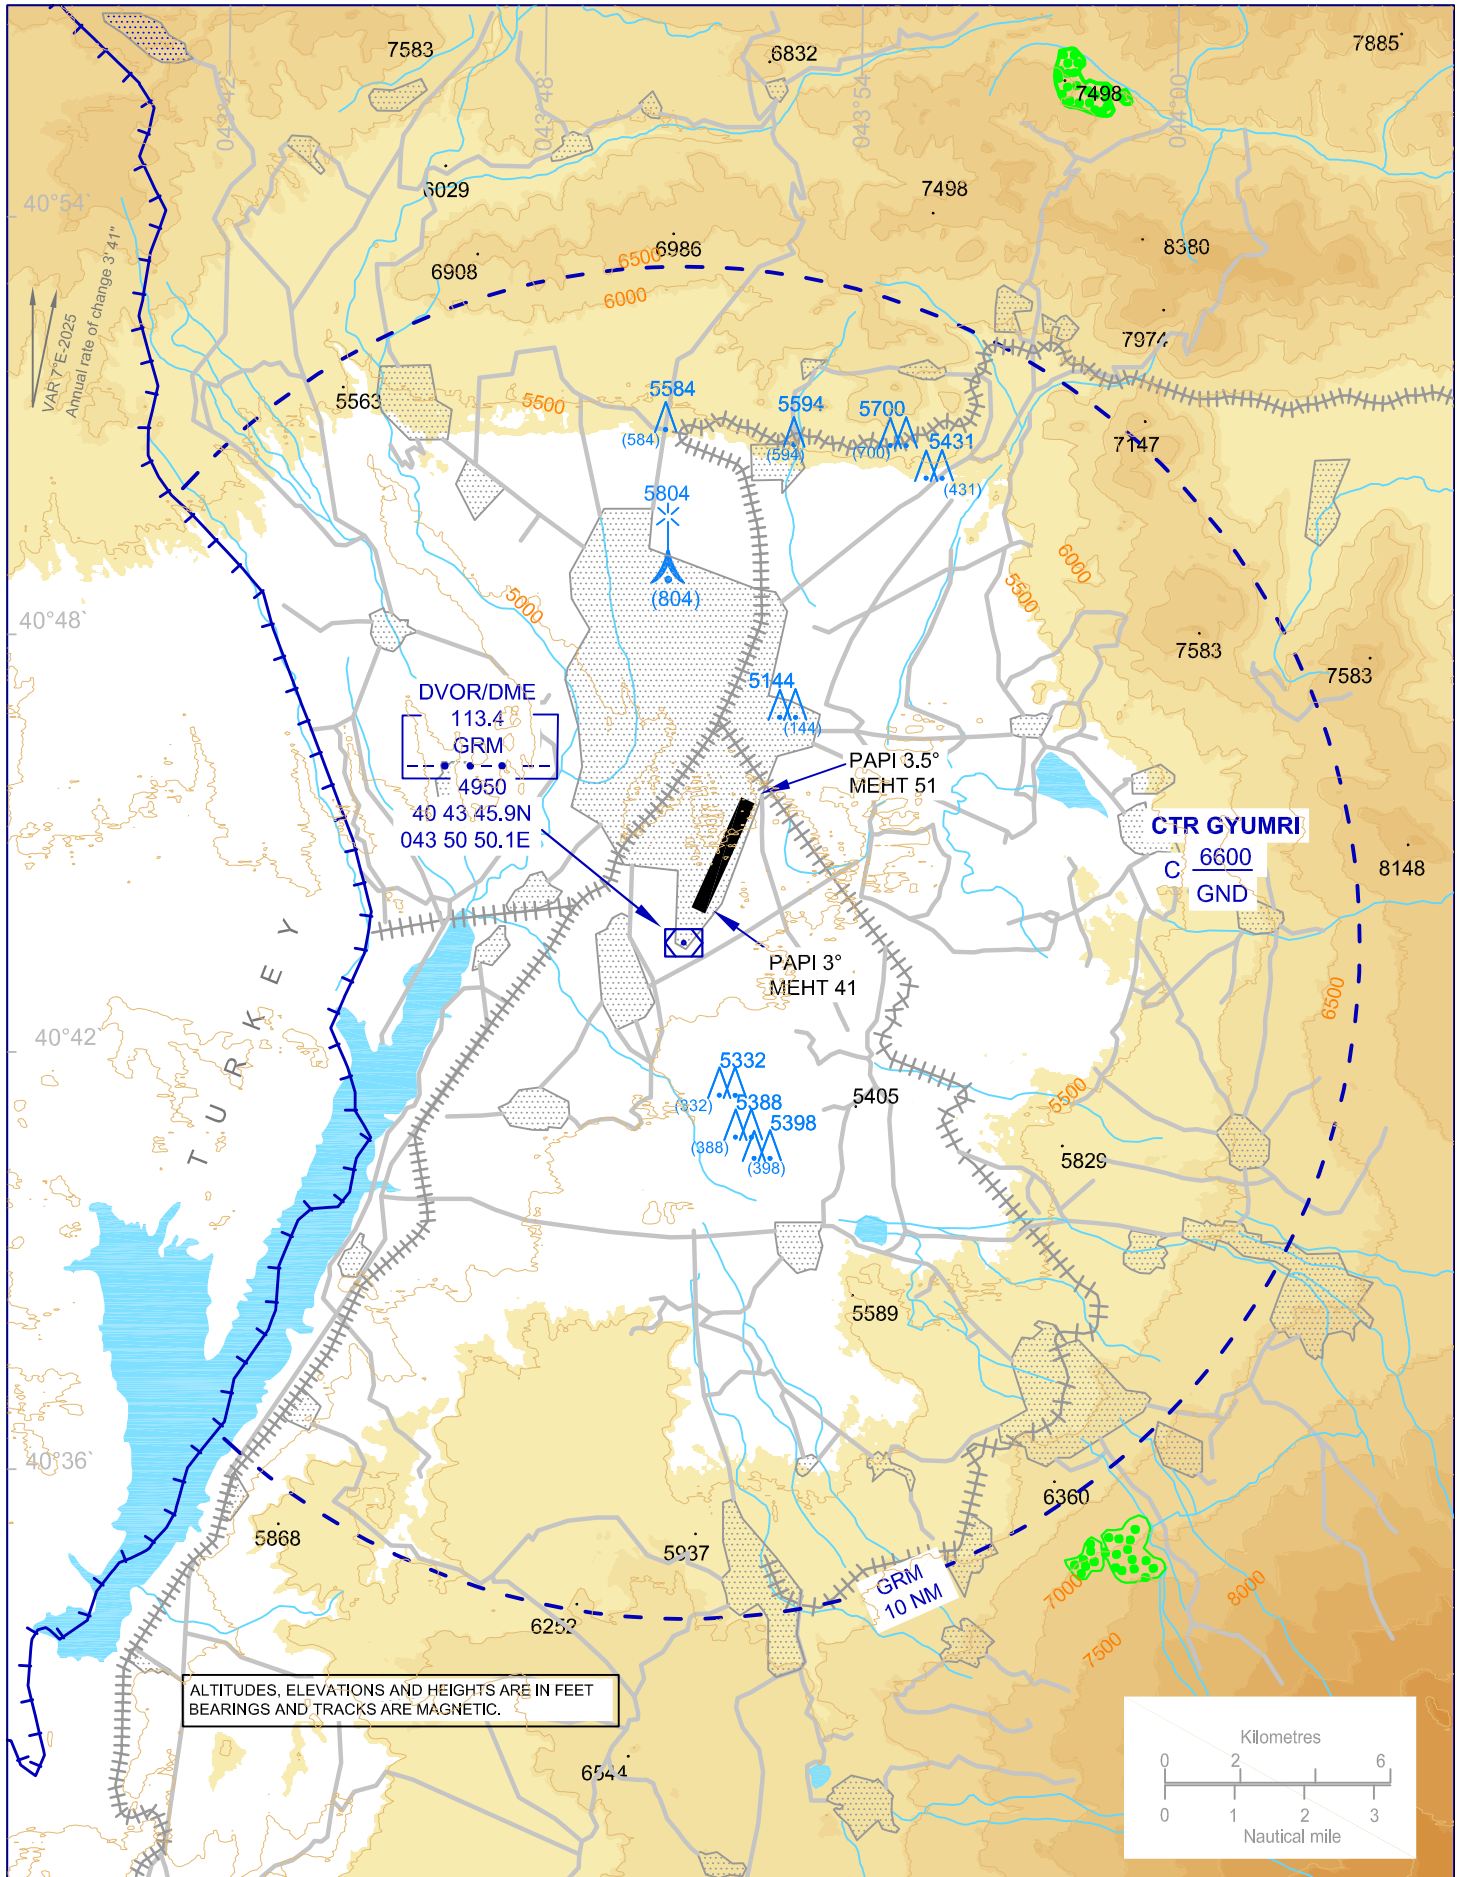 7583
6832
7885
043°42`
043°48`
043°54`
044°00`
7498
6029
7498
40°54`
6986
6500
8380
6908
6000
VAR 7°E-2025
Annual rate of change 3'41"
7974
5584
5563
5500
5594
5700
(584)
(594)
(700)
5431
7147
(431)
5804
6000
5500
5000
(804)
40°48`
7583
7583
5144
(144)
DVOR/DME
113.4
GRM
4950
40 43 45.9N
043 50 50.1E
PAPI 3.5°
MEHT 51
CTR GYUMRI
C 6600
GND
8148
PAPI 3°
MEHT 41
TURKEY
6500
40°42`
5332
(332)
5388
5405
5500
(388)
5398
(398)
5829
5589
40°36`
6360
5868
5937
GRM
10 NM
7000
8000
6252
7500
ALTITUDES, ELEVATIONS AND HEIGHTS ARE IN FEET
BEARINGS AND TRACKS ARE MAGNETIC.
6544
Kilometres
0 2 6
0 1 2 3
Nautical mile